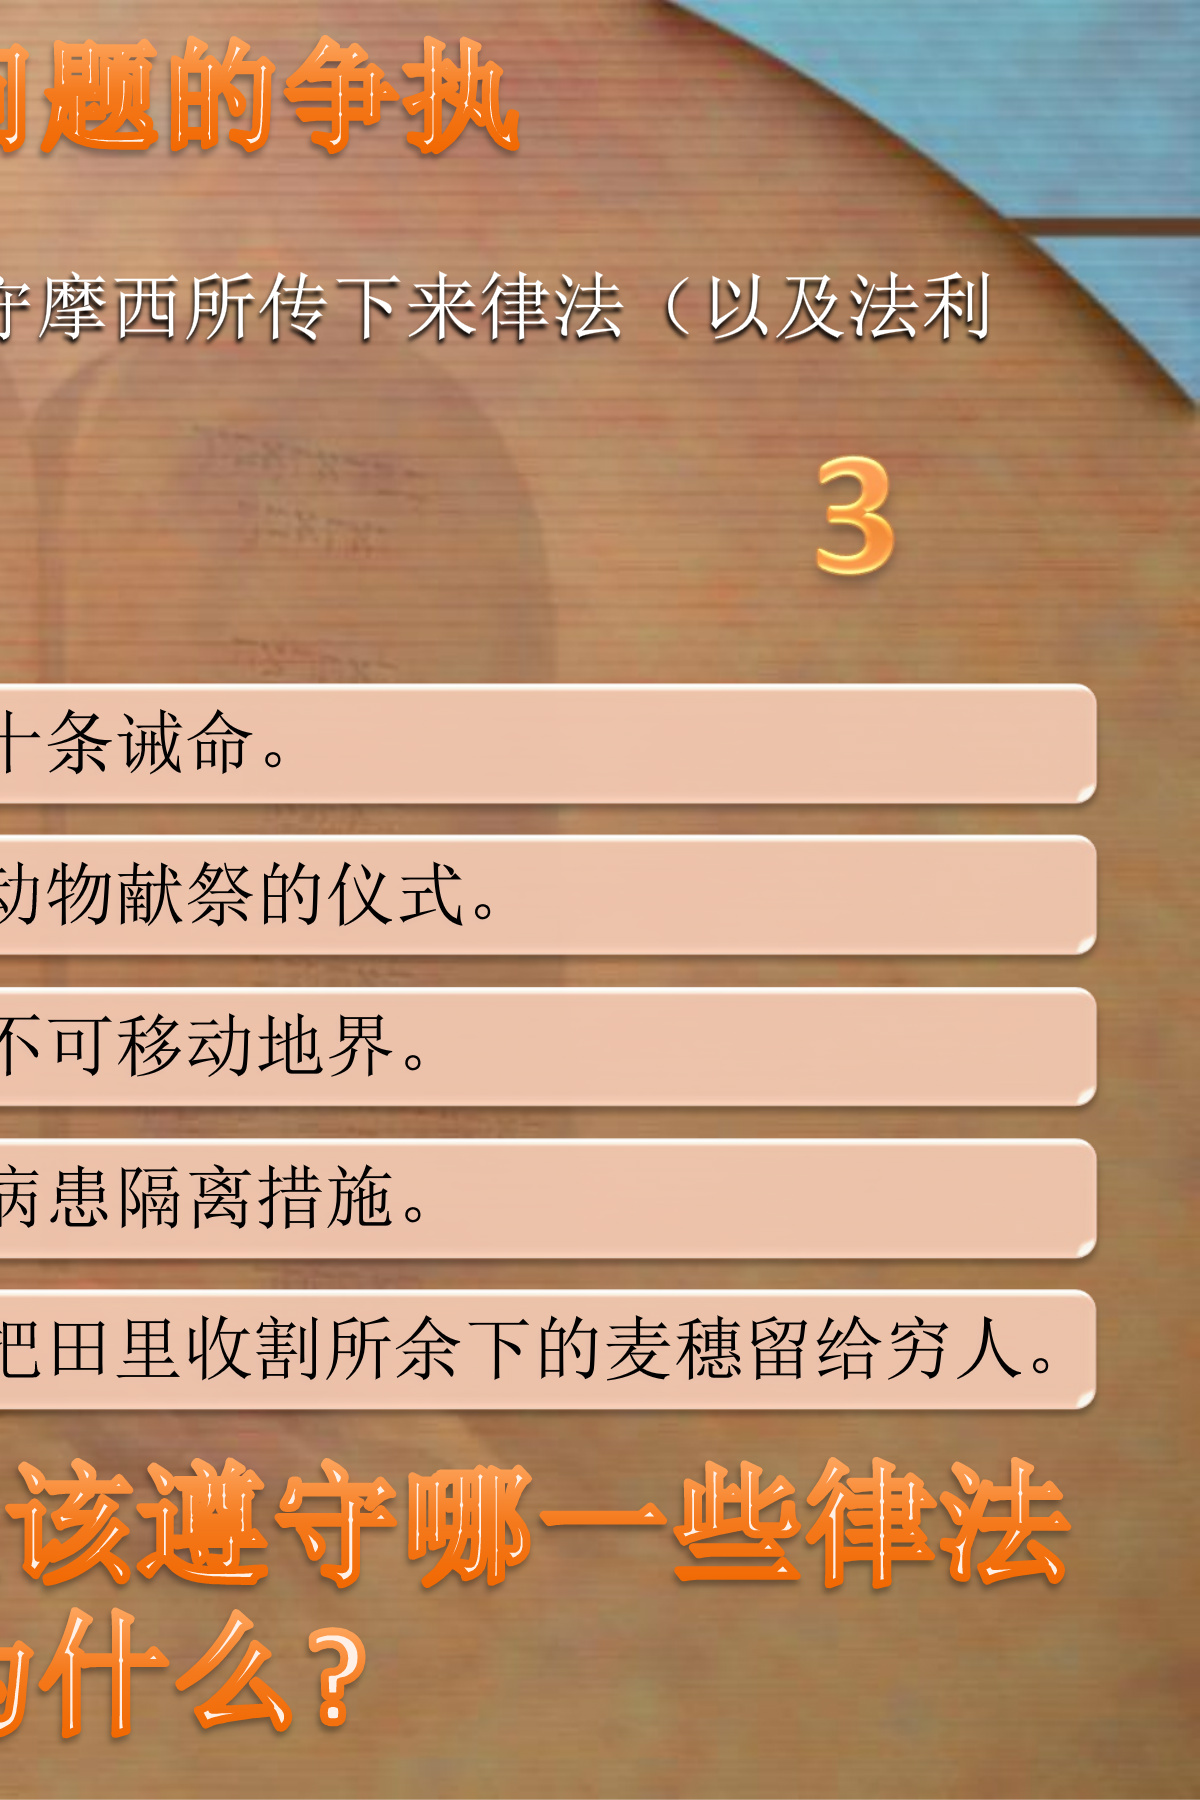 问题的争执
守摩西所传下来律法（以及法利
3
十条诫命。
动物献祭的仪式。
不可移动地界。
病患隔离措施。
把田里收割所余下的麦穗留给穷人。
该遵守哪一些律法
为什么？